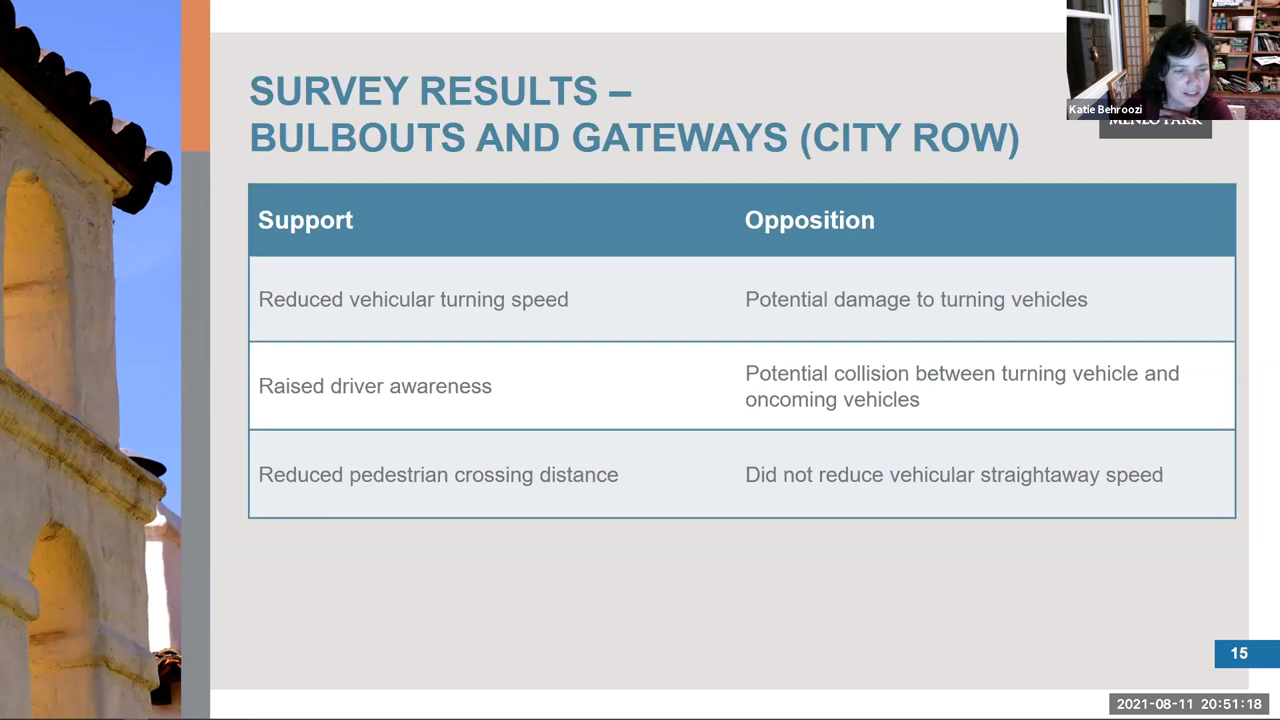 SURVEY RESULTS –
BULBOUTS AND GATEWAYS (CITY ROW)
Katie Behroozi
MENLO PARK
Support
Opposition
Reduced vehicular turning speed
Potential damage to turning vehicles
Raised driver awareness
Potential collision between turning vehicle and
oncoming vehicles
Reduced pedestrian crossing distance
Did not reduce vehicular straightaway speed
15
2021-08-11 20:51:18